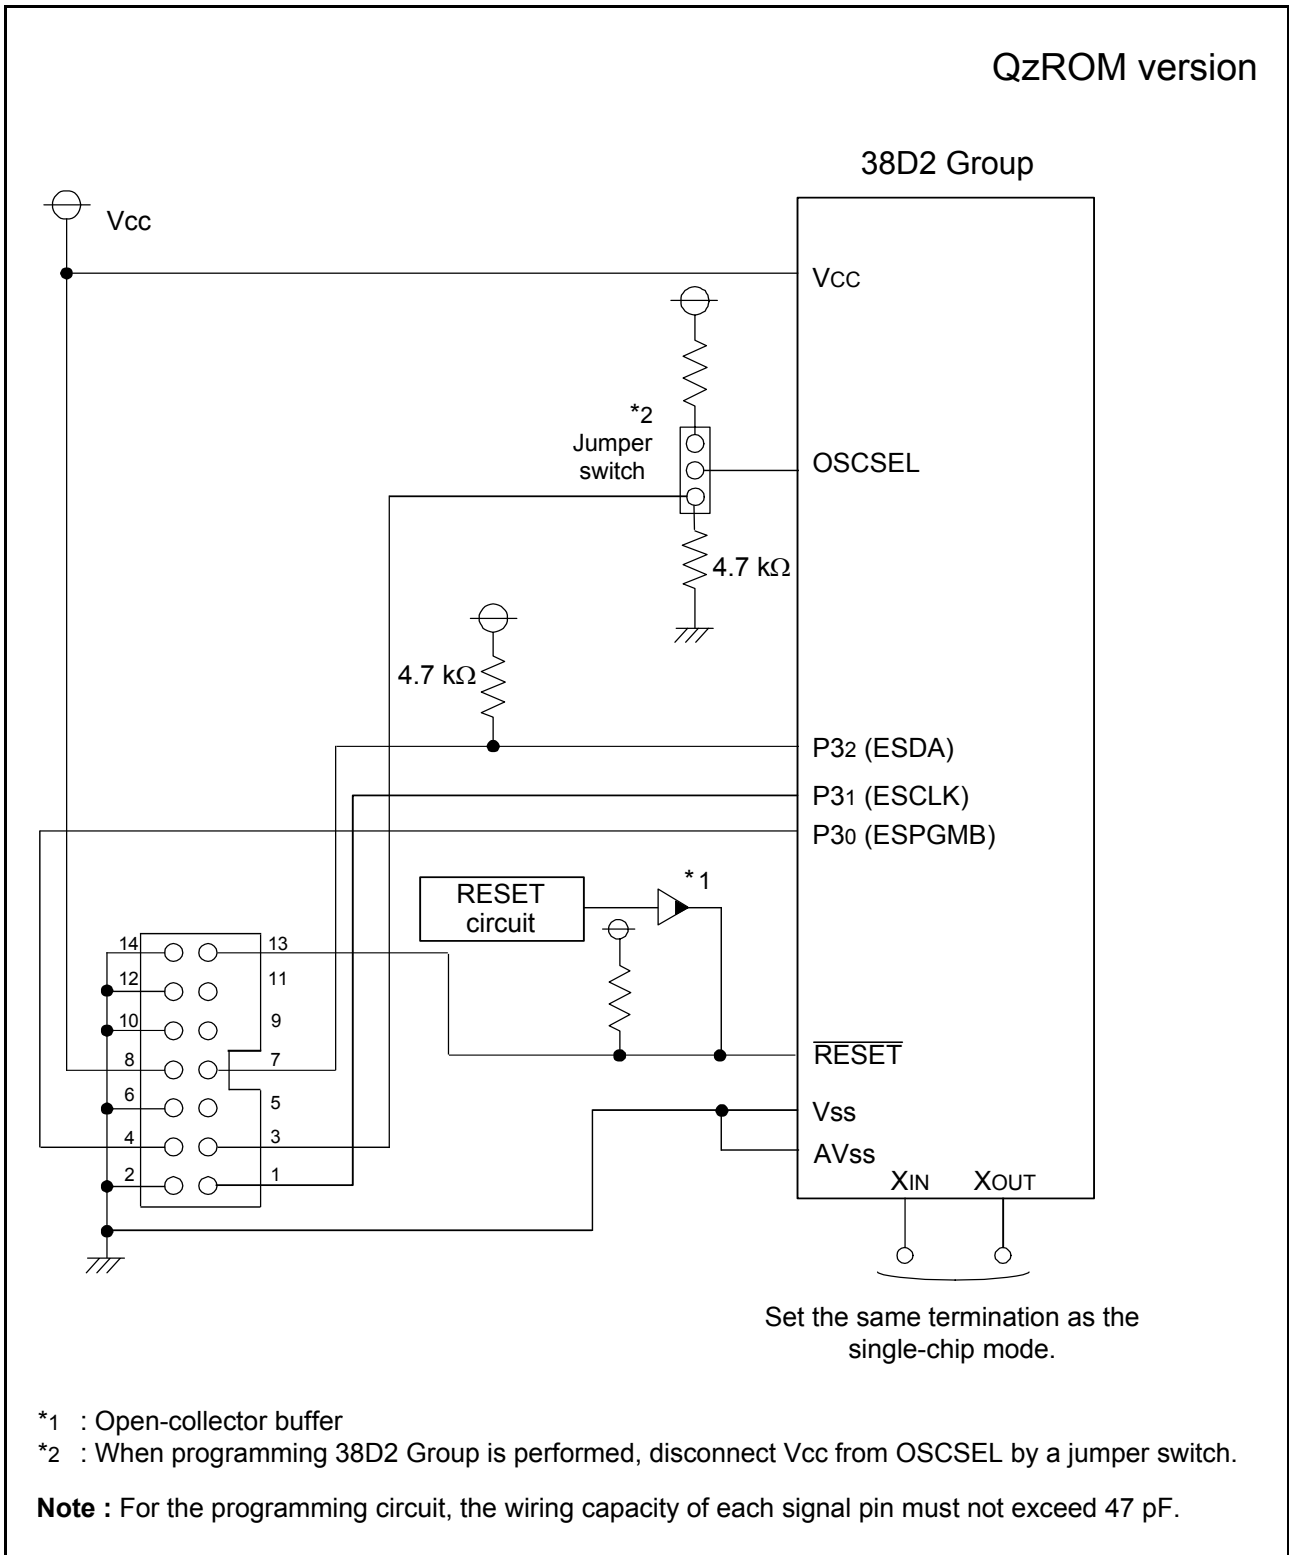 QzROM version
38D2 Group
Vcc
VCC
*2
Jumper
switch
OSCSEL
4.7 kΩ
4.7 kΩ
P32 (ESDA)
P31 (ESCLK)
P30 (ESPGMB)
RESET
circuit
*1
14
13
12
11
10
9
8
7
6
5
4
3
2
1
RESET
Vss
AVss
XIN
XOUT
Set the same termination as the
single-chip mode.
*1 : Open-collector buffer
*2 : When programming 38D2 Group is performed, disconnect Vcc from OSCSEL by a jumper switch.
Note : For the programming circuit, the wiring capacity of each signal pin must not exceed 47 pF.